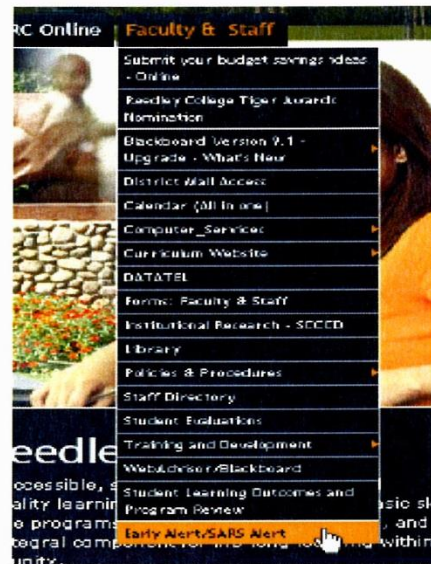 RC Online Faculty & Staff
Submit your budget savings ideas
- Online
Reedley College Tiger Awards
Nomination
Blackboard Version 9.1 -
Upgrade - What's New
District Mail Access
Calendar (All in one)
Computer_Services
Curriculum Website
DATATEL
Forms: Faculty & Staff
Institutional Research - SCCCD
Library
Policies & Procedures
Staff Directory
Student Evaluations
Training and Development
WebAdvisor/Blackboard
Student Learning Outcomes and
Program Review
Early Alert/SARS Alert
eedle
ccessible, s
ality learnin asic sk
e programs , and
tegral comp within
unity.